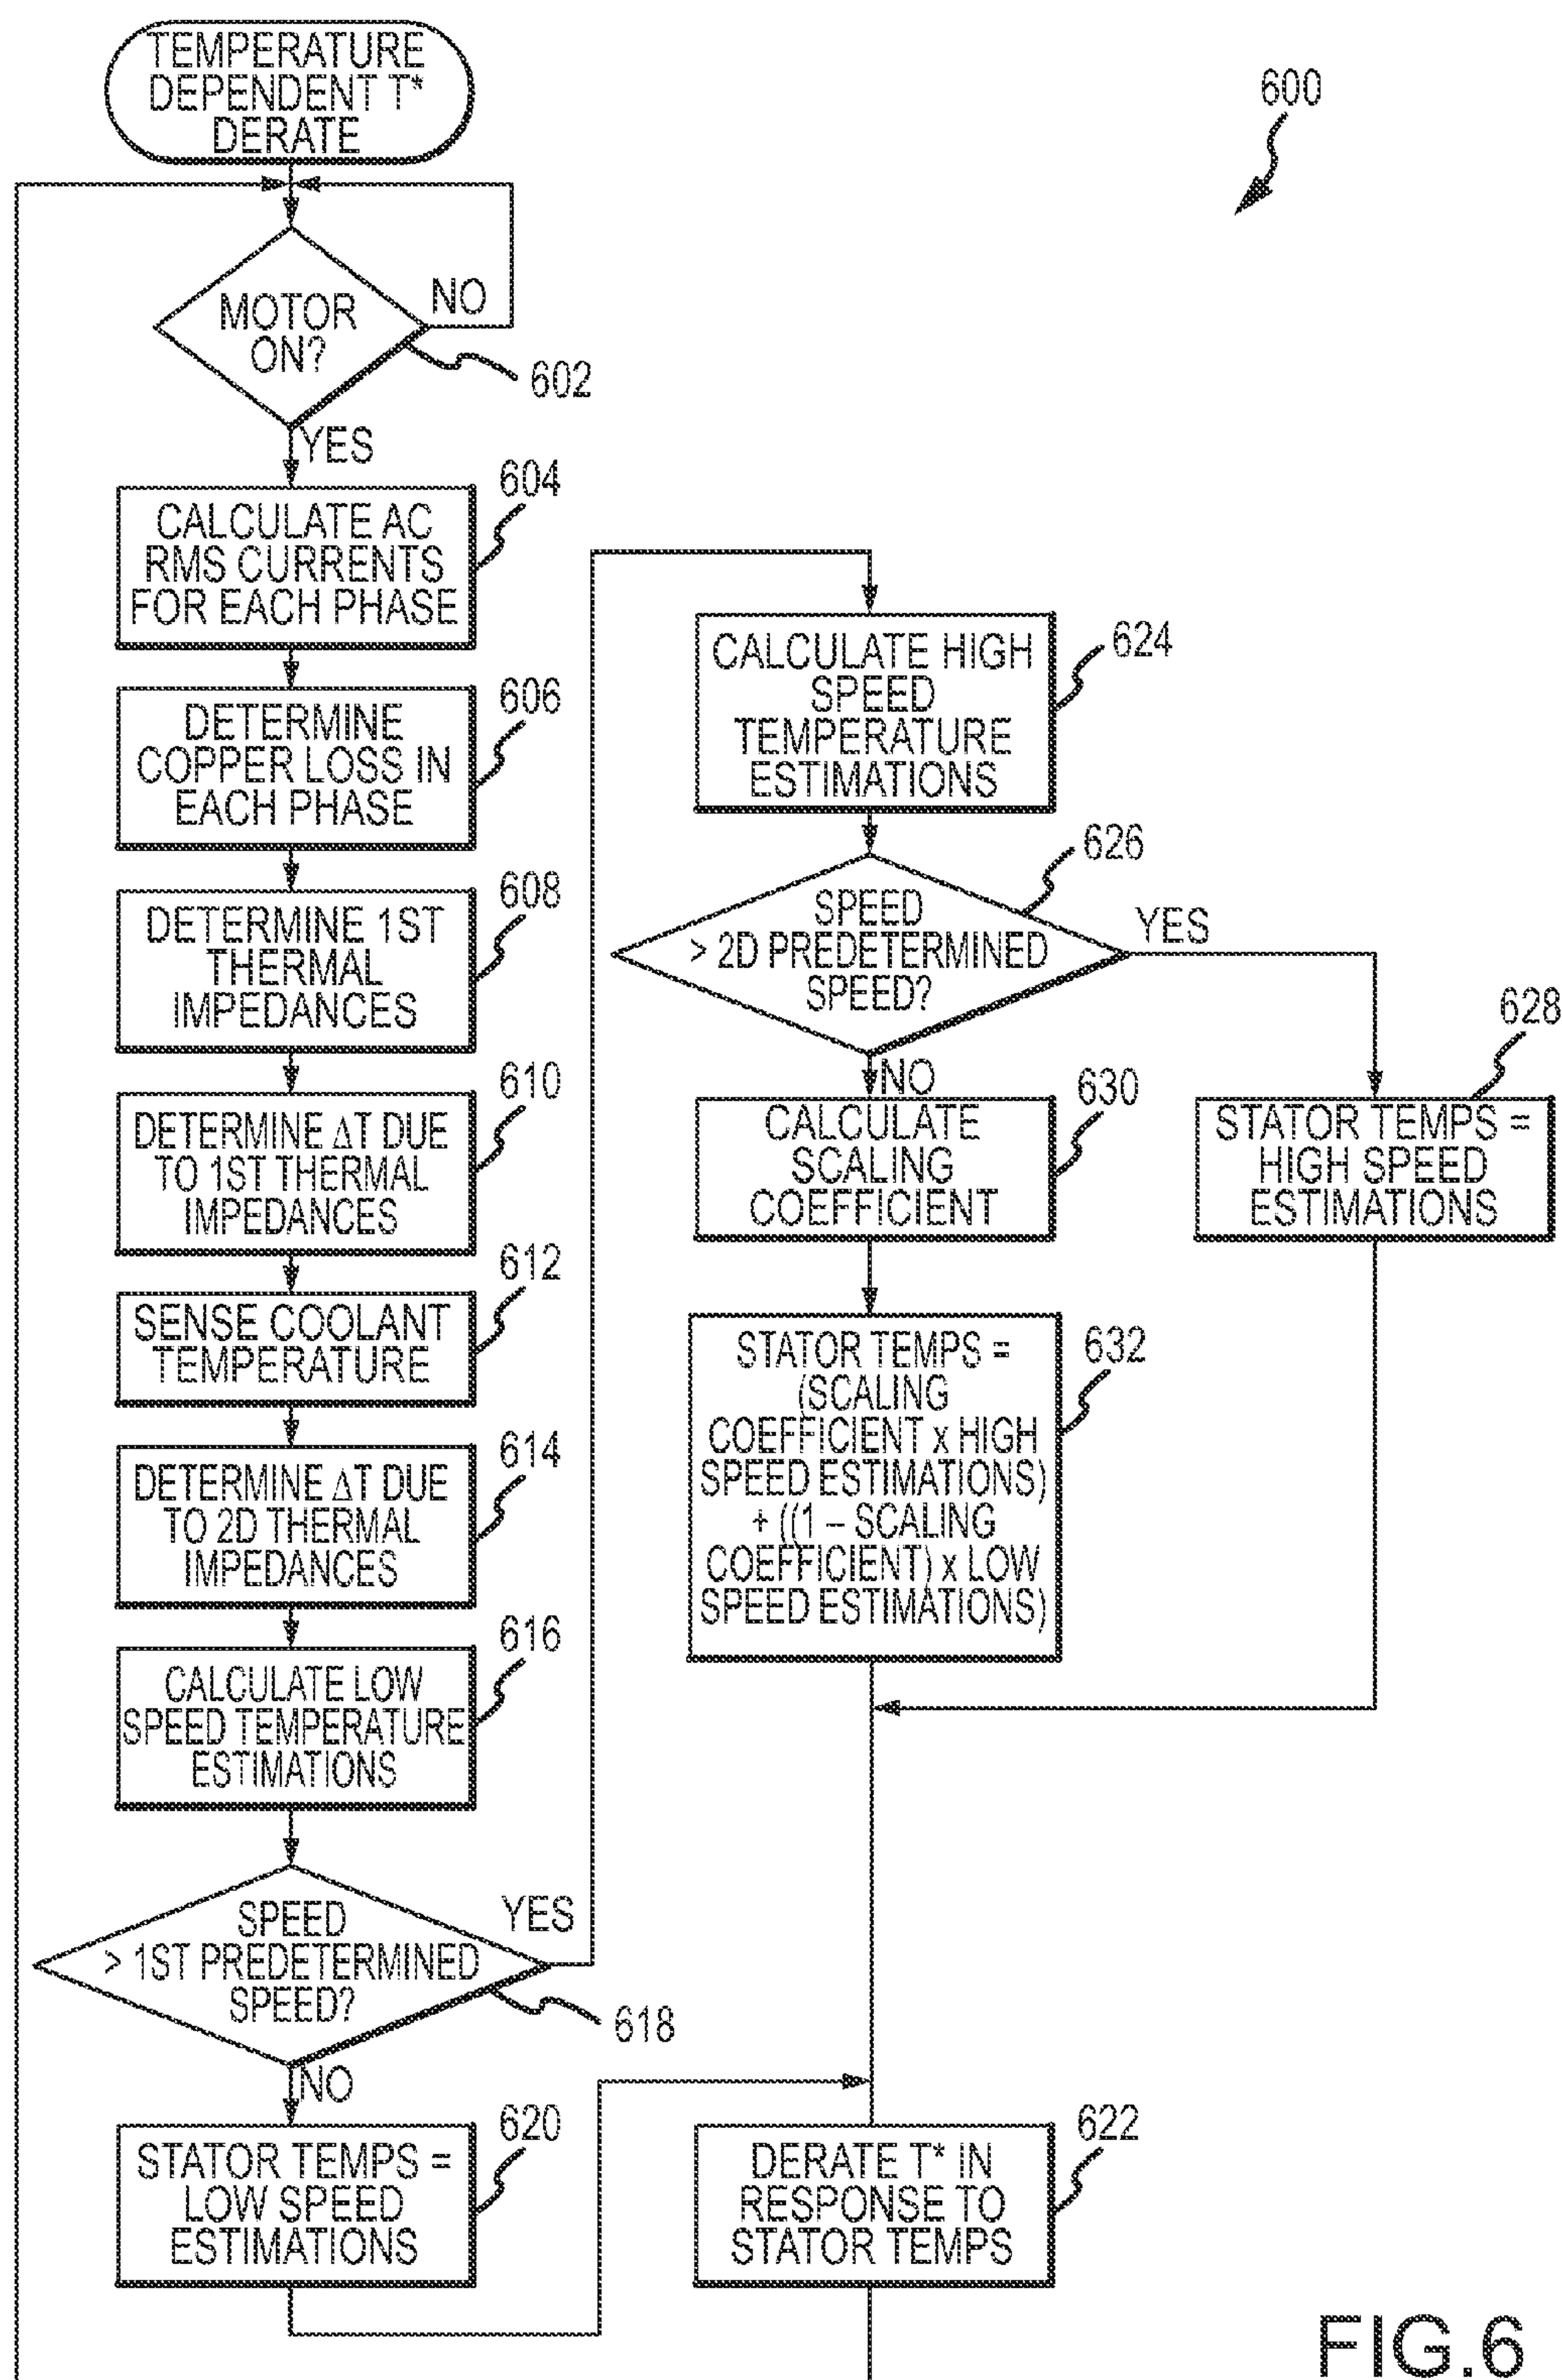 TEMPERATURE
DEPENDENT T*
DERATE
600
MOTOR
ON?
NO
602
YES
CALCULATE AC
RMS CURRENTS
FOR EACH PHASE
604
DETERMINE
COPPER LOSS IN
EACH PHASE
606
DETERMINE 1ST
THERMAL
IMPEDANCES
608
DETERMINE ΔT DUE
TO 1ST THERMAL
IMPEDANCES
610
SENSE COOLANT
TEMPERATURE
612
DETERMINE ΔT DUE
TO 2D THERMAL
IMPEDANCES
614
CALCULATE LOW
SPEED TEMPERATURE
ESTIMATIONS
616
SPEED
> 1ST PREDETERMINED
SPEED?
YES
618
NO
STATOR TEMPS =
LOW SPEED
ESTIMATIONS
620
CALCULATE HIGH
SPEED
TEMPERATURE
ESTIMATIONS
624
SPEED
> 2D PREDETERMINED
SPEED?
626
YES
NO
STATOR TEMPS =
HIGH SPEED
ESTIMATIONS
628
CALCULATE
SCALING
COEFFICIENT
630
STATOR TEMPS =
(SCALING
COEFFICIENT x HIGH
SPEED ESTIMATIONS)
+ ((1 – SCALING
COEFFICIENT) x LOW
SPEED ESTIMATIONS)
632
DERATE T* IN
RESPONSE TO
STATOR TEMPS
622
FIG.6